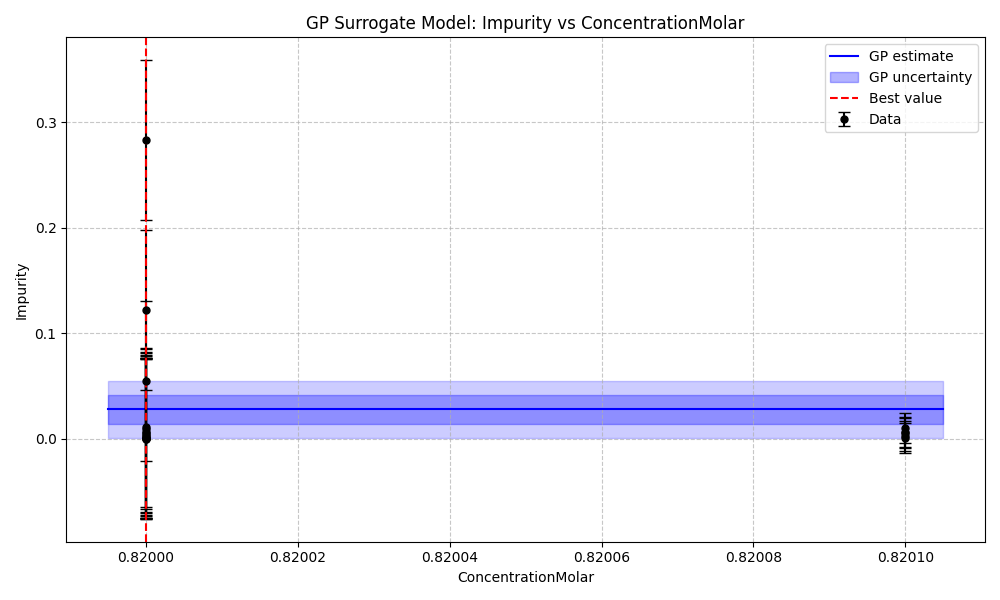 GP Surrogate Model: Impurity vs ConcentrationMolar
GP estimate
GP uncertainty
Best value
Data
Impurity
0.3
0.2
0.1
0.0
0.82000
0.82002
0.82004
0.82006
0.82008
0.82010
ConcentrationMolar